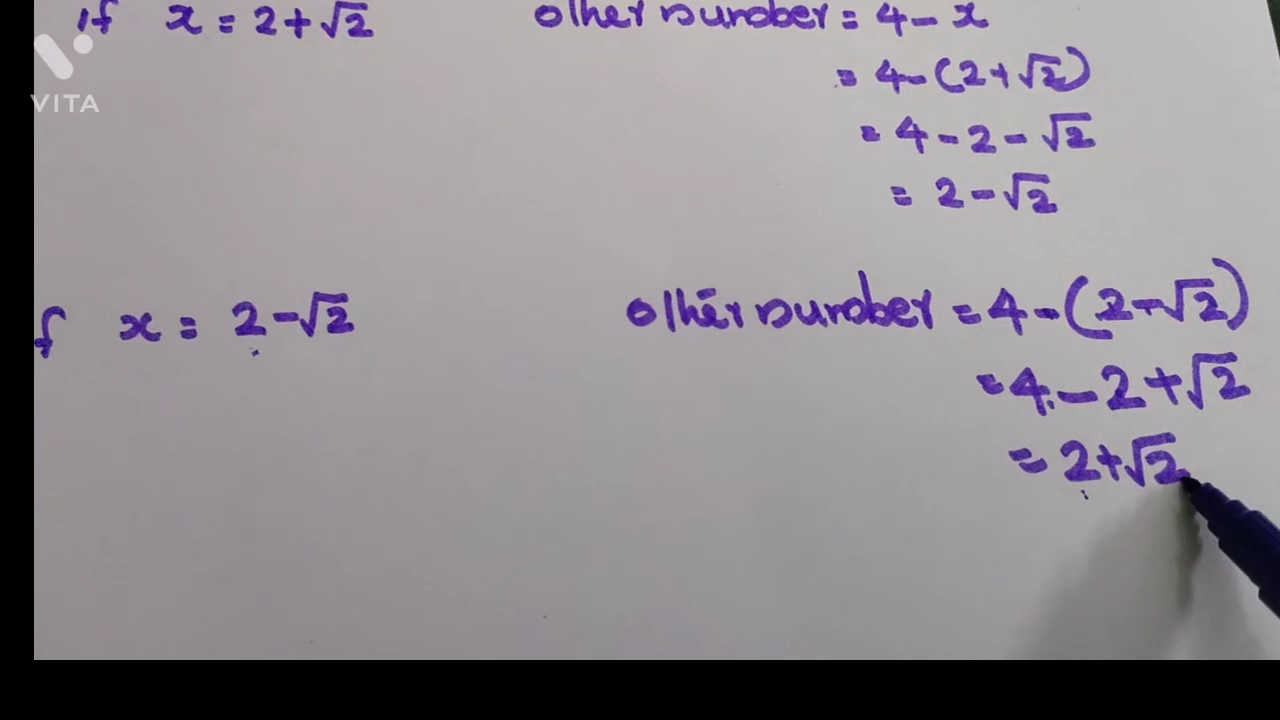 if x = 2+√2 other number = 4-x
VITA
= 4-(2+√2)
= 4-2-√2
= 2-√2
if x = 2-√2 other number = 4-(2-√2)
= 4-2+√2
= 2+√2